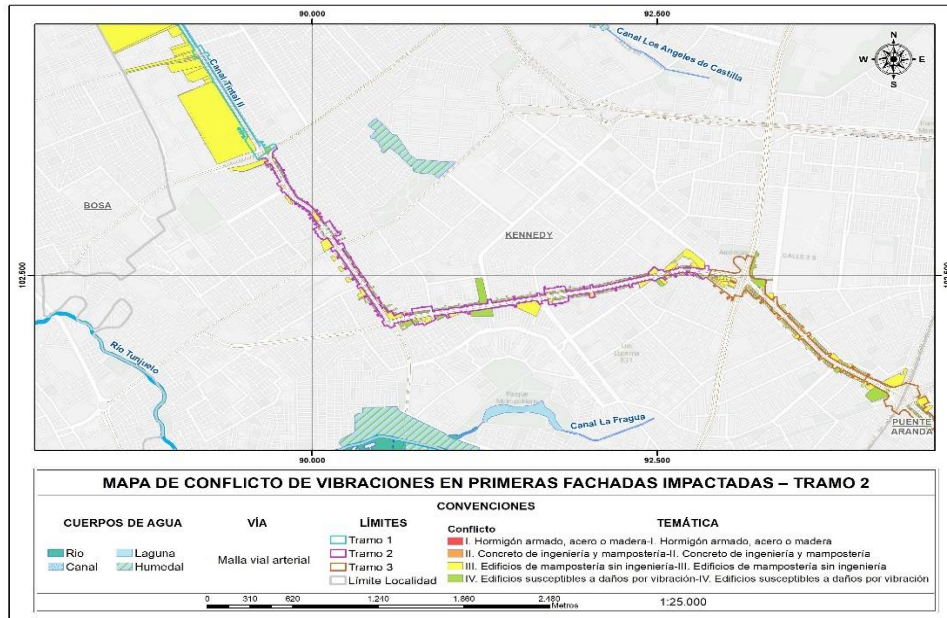 90.000
92.500
Canal Los Angeles de Castilla
N
W
E
S
Canal Tintal II
BOSA
KENNEDY
102.500
102.500
CALLE 8 S
Río Tunjuelo
Canal La Fragua
PUENTE
ARANDA
90.000
92.500
MAPA DE CONFLICTO DE VIBRACIONES EN PRIMERAS FACHADAS IMPACTADAS – TRAMO 2
CONVENCIONES
CUERPOS DE AGUA
VÍA
LÍMITES
TEMÁTICA
Rio
Canal
Laguna
Humedal
Malla vial arterial
Tramo 1
Tramo 2
Tramo 3
Límite Localidad
Conflicto
I. Hormigón armado, acero o madera-I. Hormigón armado, acero o madera
II. Concreto de ingeniería y mampostería-II. Concreto de ingeniería y mampostería
III. Edificios de mampostería sin ingeniería-III. Edificios de mampostería sin ingeniería
IV. Edificios susceptibles a daños por vibración-IV. Edificios susceptibles a daños por vibración
0 310 620 1.240 1.860 2.480
Metros
1:25.000